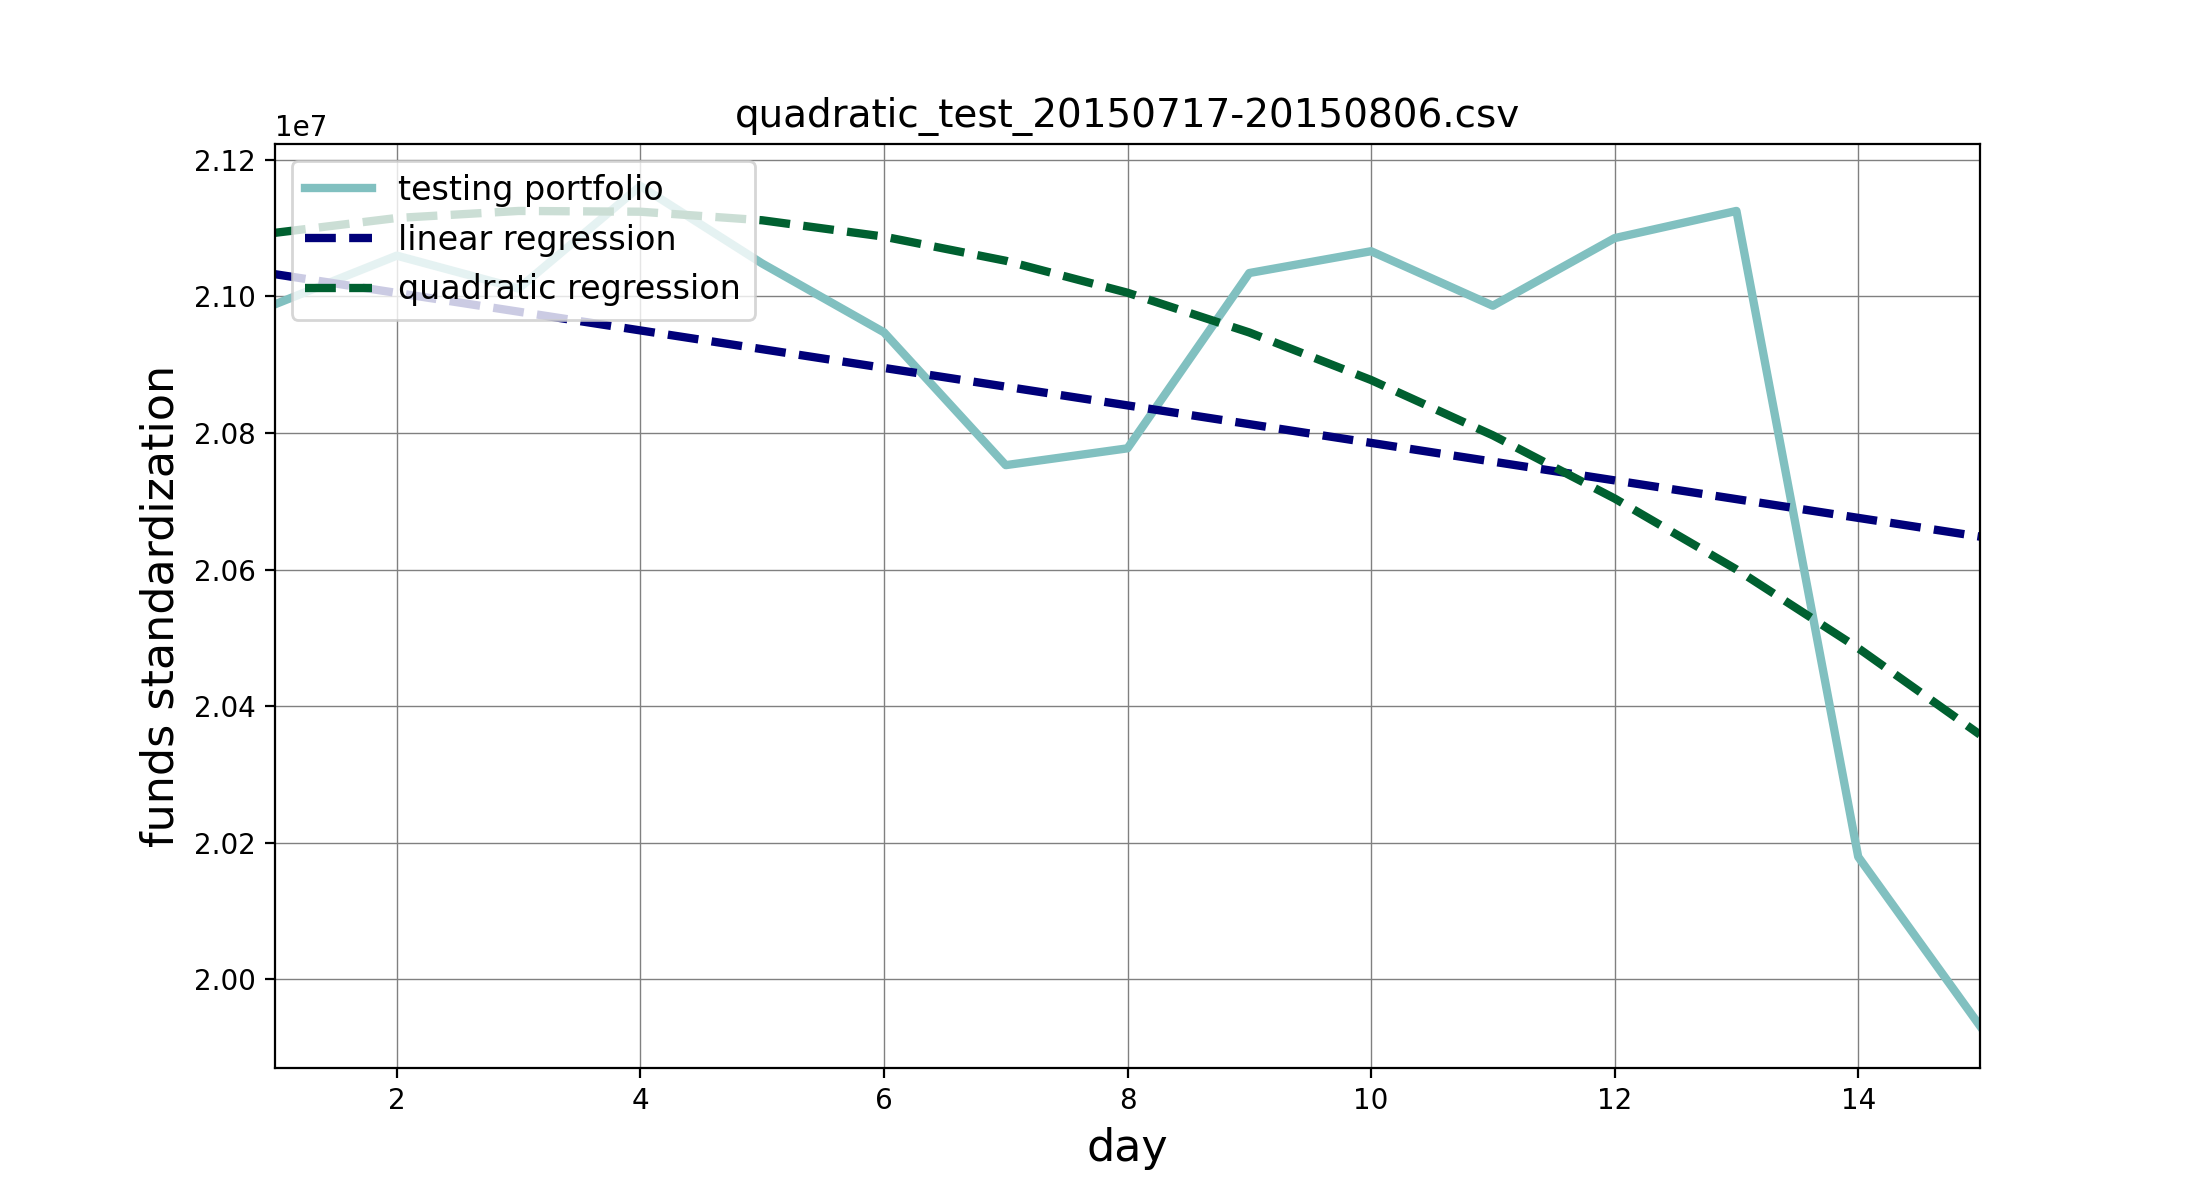 quadratic_test_20150717-20150806.csv
1e7
2.12
2.10
2.08
2.06
2.04
2.02
2.00
funds standardization
testing portfolio
linear regression
quadratic regression
2 4 6 8 10 12 14
day